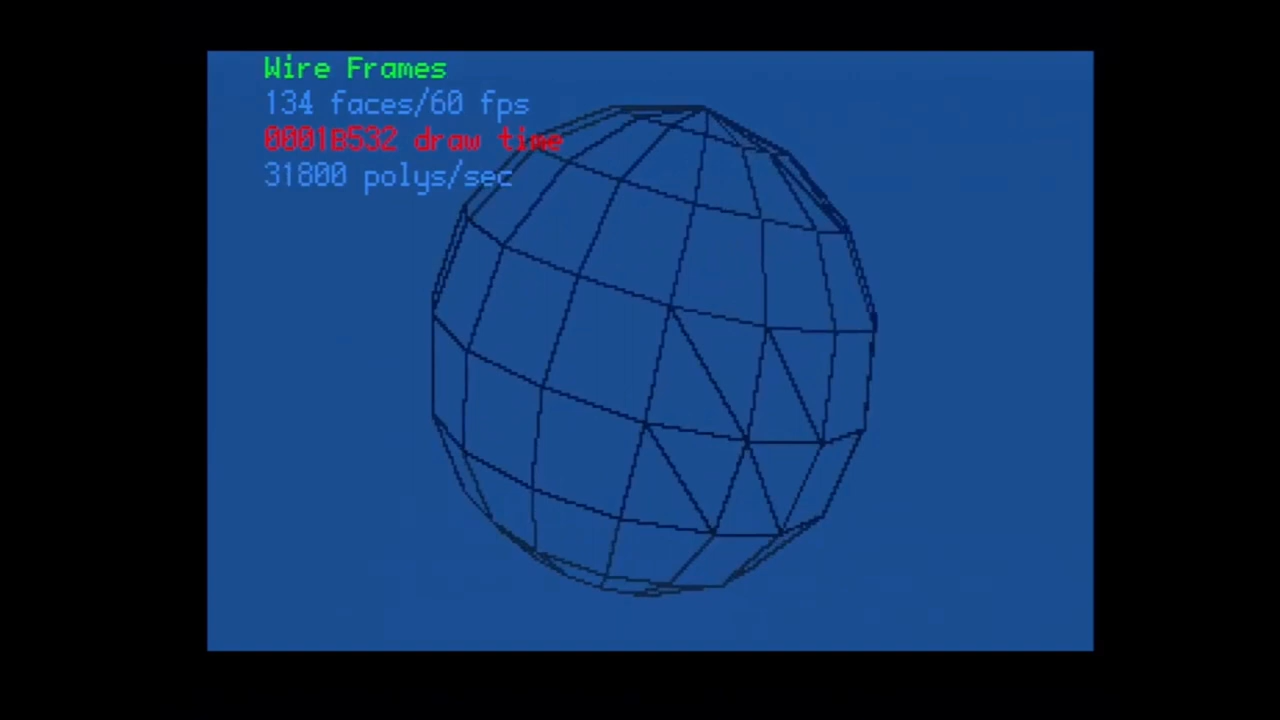 Wire Frames
134 faces/60 fps
0001B532 draw time
31800 polys/sec